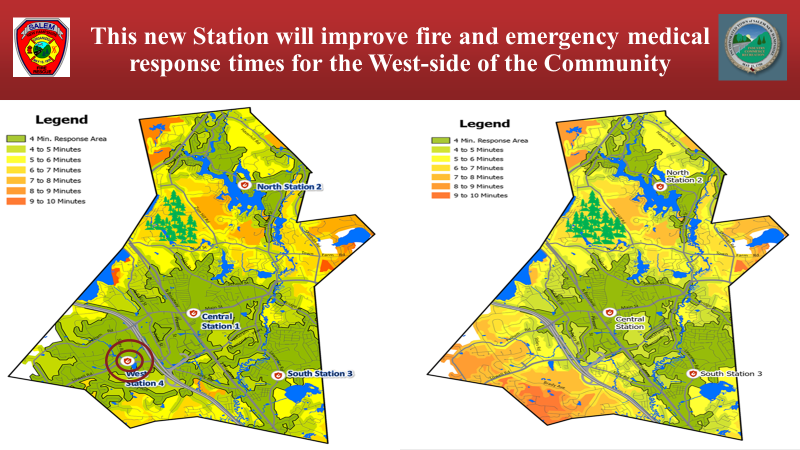 This new Station will improve fire and emergency medical
response times for the West-side of the Community
SALEM
Legend
4 Min. Response Area
4 to 5 Minutes
5 to 6 Minutes
6 to 7 Minutes
7 to 8 Minutes
8 to 9 Minutes
9 to 10 Minutes
North Station 2
Central
Station 1
West
Station 4
South Station 3
Legend
4 Min. Response Area
4 to 5 Minutes
5 to 6 Minutes
6 to 7 Minutes
7 to 8 Minutes
8 to 9 Minutes
9 to 10 Minutes
North
Station 2
Central
Station
South Station 3